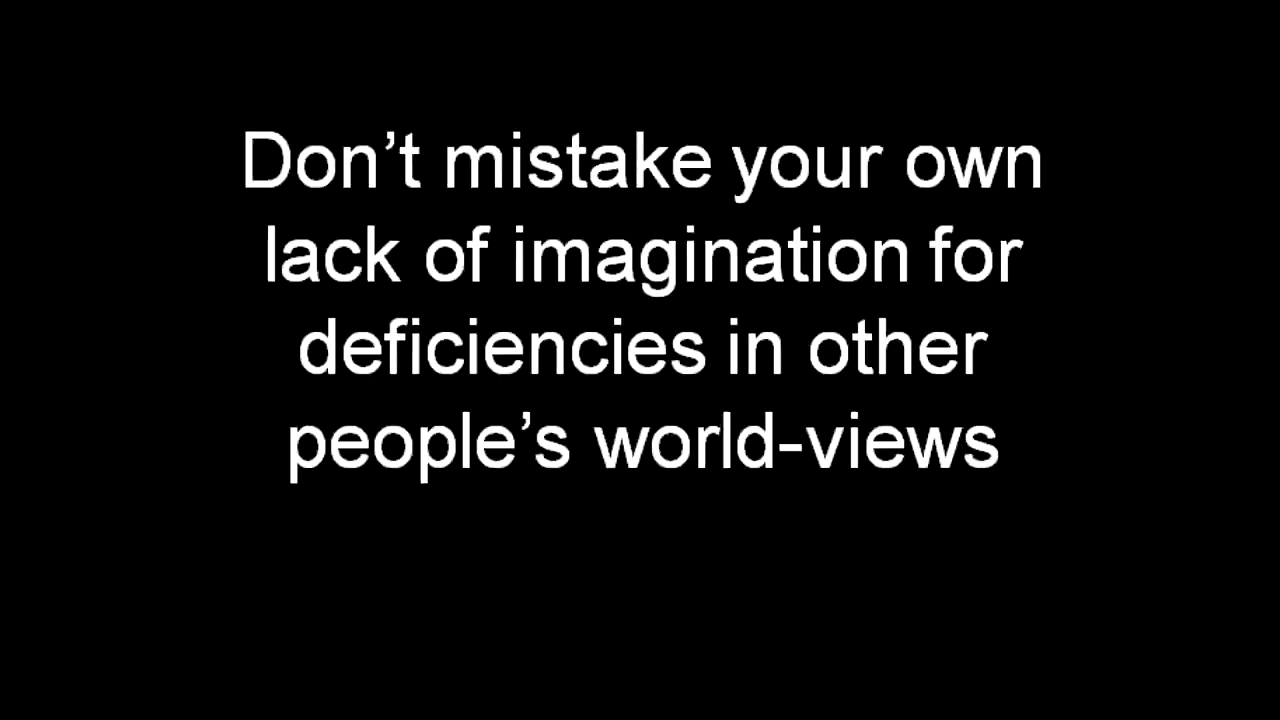 Don’t mistake your own
lack of imagination for
deficiencies in other
people’s world-views